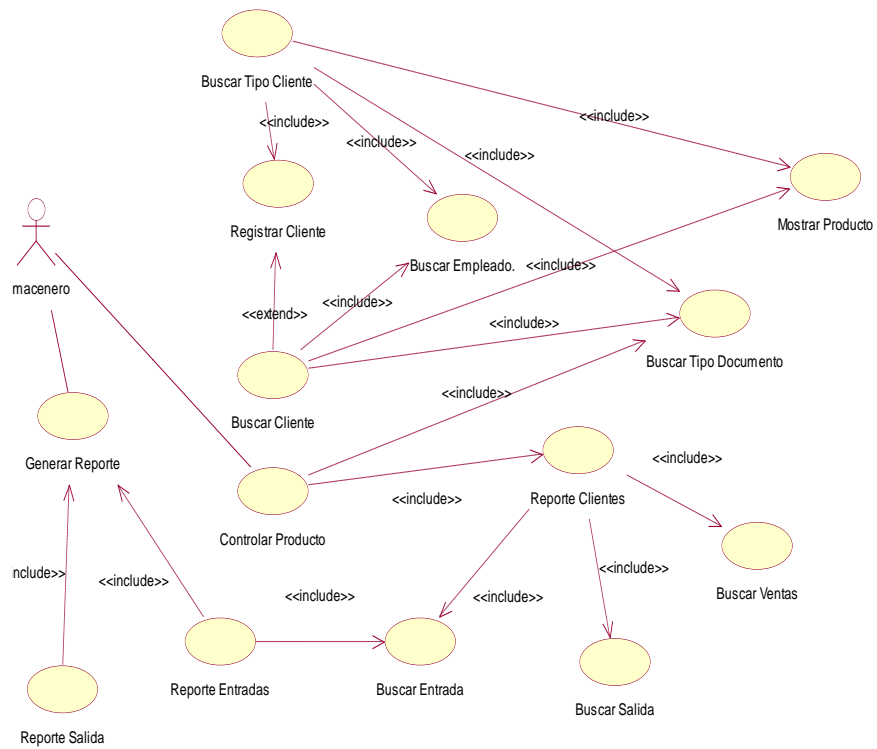 Buscar Tipo Cliente
<<include>>
<<include>>
<<include>>
<<include>>
Registrar Cliente
Mostrar Producto
macenero
Buscar Empleado.
<<include>>
<<extend>>
<<include>>
<<include>>
Buscar Tipo Documento
Buscar Cliente
<<include>>
Generar Reporte
<<include>>
Reporte Clientes
<<include>>
Controlar Producto
nclude>>
<<include>>
<<include>>
<<include>>
<<include>>
Buscar Ventas
Reporte Entradas
Buscar Entrada
Buscar Salida
Reporte Salida